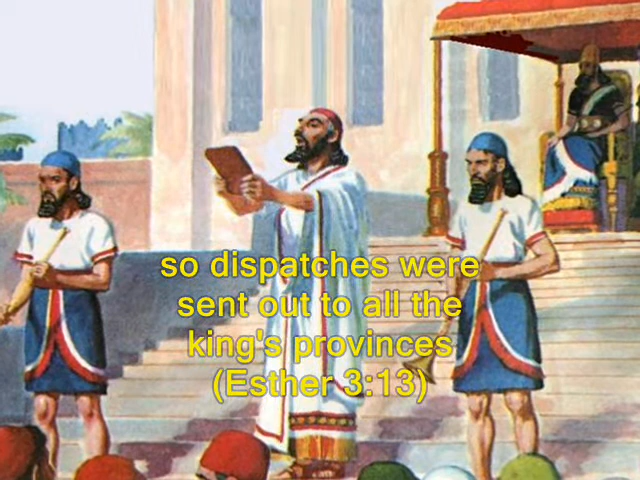 so dispatches were
sent out to all the
king's provinces
(Esther 3:13)